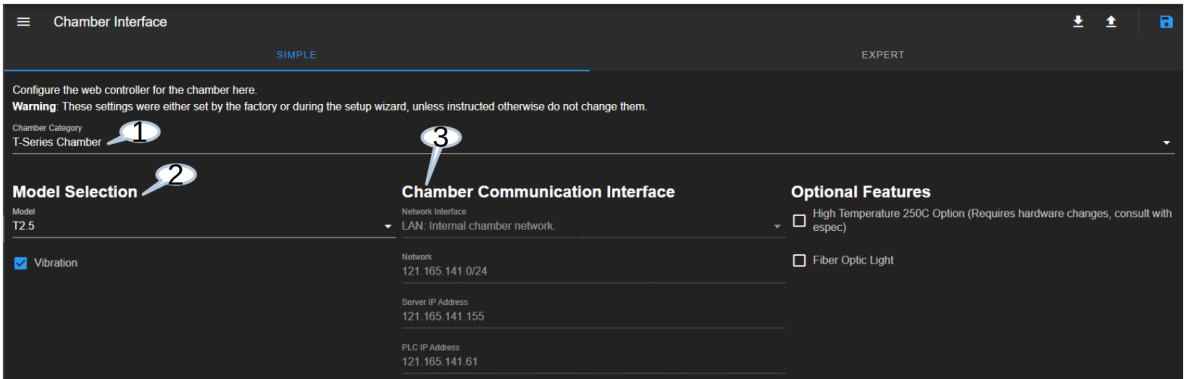 Chamber Interface
SIMPLE
EXPERT
Configure the web controller for the chamber here.
Warning: These settings were either set by the factory or during the setup wizard, unless instructed otherwise do not change them.
Chamber Category
T-Series Chamber
1
2
3
Model Selection
Model
T2.5
Vibration
Chamber Communication Interface
Network Interface
LAN: Internal chamber network.
Network
121.165.141.0/24
Server IP Address
121.165.141.155
PLC IP Address
121.165.141.61
Optional Features
High Temperature 250C Option (Requires hardware changes, consult with
espec)
Fiber Optic Light